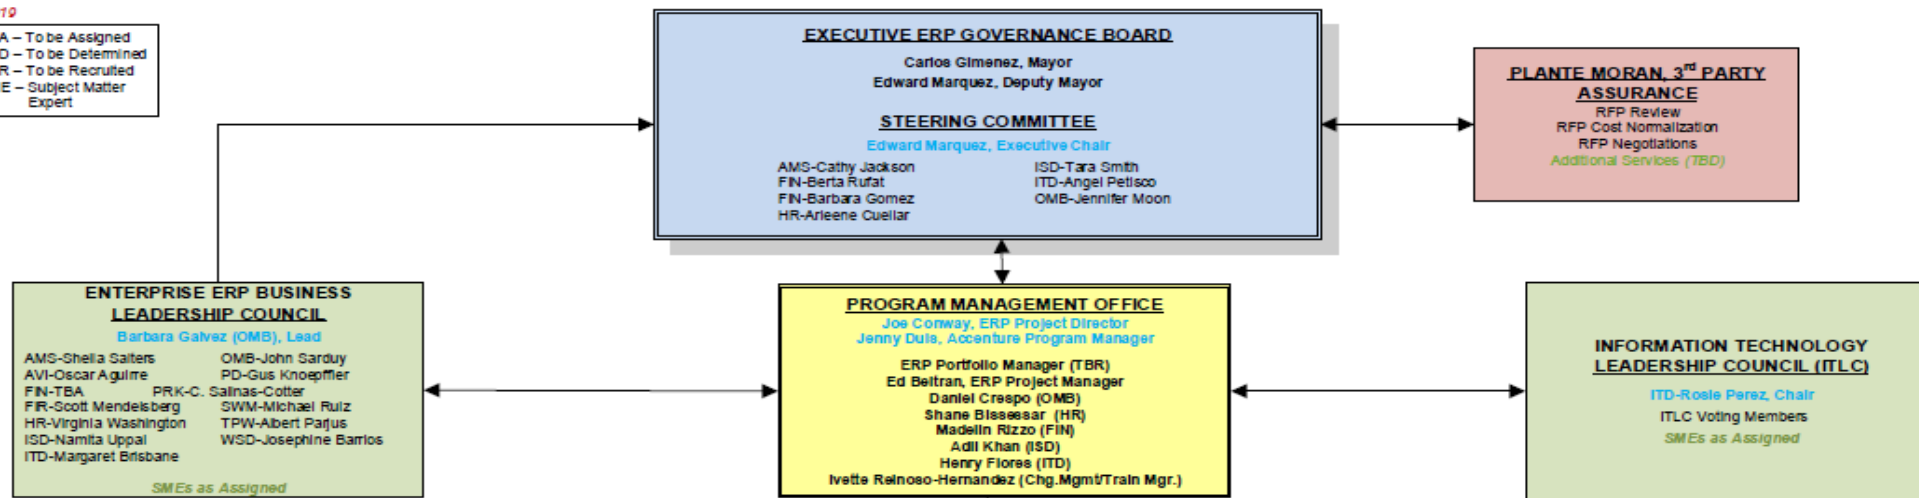 19
A – To be Assigned
D – To be Determined
R – To be Recruited
E – Subject Matter
Expert
EXECUTIVE ERP GOVERNANCE BOARD
Carlos Gimenez, Mayor
Edward Marquez, Deputy Mayor
STEERING COMMITTEE
Edward Marquez, Executive Chair
AMS-Cathy Jackson ISD-Tara Smith
FIN-Berta Rufat ITD-Angel Petisco
FIN-Barbara Gomez OMB-Jennifer Moon
HR-Arleene Cuellar
PLANTE MORAN, 3rd PARTY
ASSURANCE
RFP Review
RFP Cost Normalization
RFP Negotiations
Additional Services (TBD)
ENTERPRISE ERP BUSINESS
LEADERSHIP COUNCIL
Barbara Galvez (OMB), Lead
AMS-Sheila Salters OMB-John Sarduy
AVI-Oscar Aguirre PD-Gus Knoepffler
FIN-TBA PRK-C. Salinas-Cotter
FIR-Scott Mendelsberg SWM-Michael Ruiz
HR-Virginia Washington TPW-Albert Parjus
ISD-Namita Uppal WSD-Josephine Barrios
ITD-Margaret Brisbane
SMEs as Assigned
PROGRAM MANAGEMENT OFFICE
Joe Conway, ERP Project Director
Jenny Duis, Accenture Program Manager
ERP Portfolio Manager (TBR)
Ed Beltran, ERP Project Manager
Daniel Crespo (OMB)
Shane Bissessar (HR)
Madelin Rizzo (FIN)
Adil Khan (ISD)
Henry Flores (ITD)
Ivette Reinoso-Hernandez (Chg.Mgmt/Train Mgr.)
INFORMATION TECHNOLOGY
LEADERSHIP COUNCIL (ITLC)
ITD-Rosie Perez, Chair
ITLC Voting Members
SMEs as Assigned